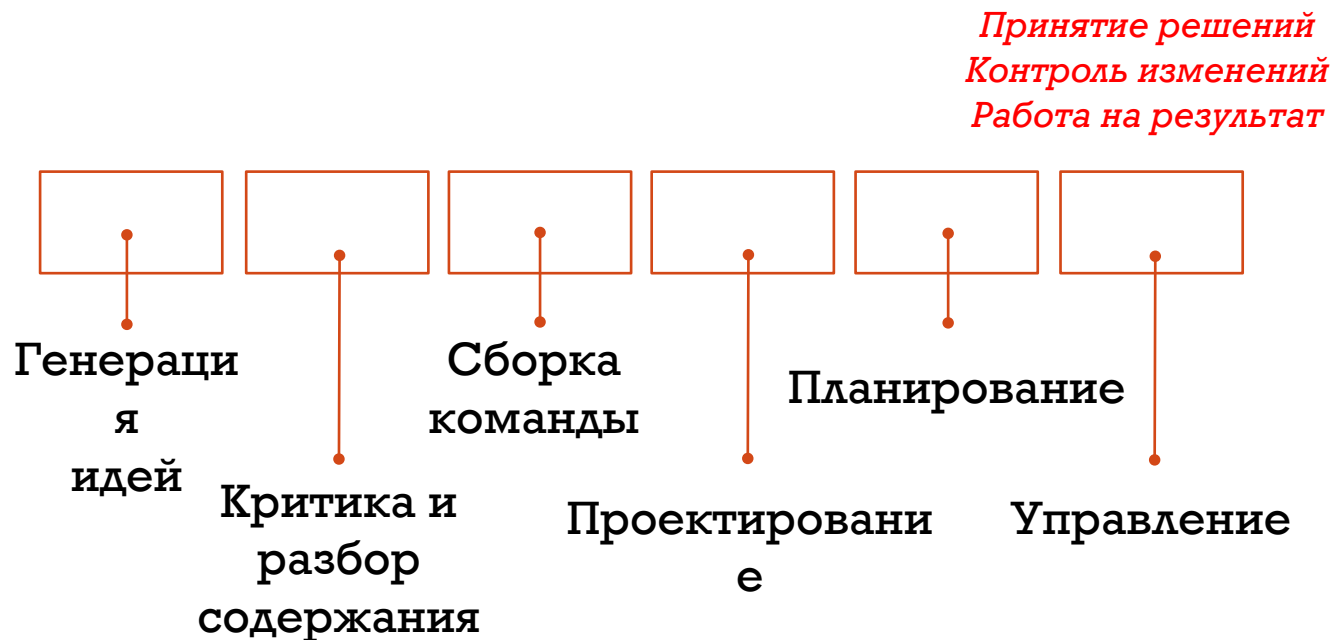 Принятие решений
Контроль изменений
Работа на результат
Генераци
я
идей
Критика и
разбор
содержания
Сборка
команды
Проектировани
е
Планирование
Управление